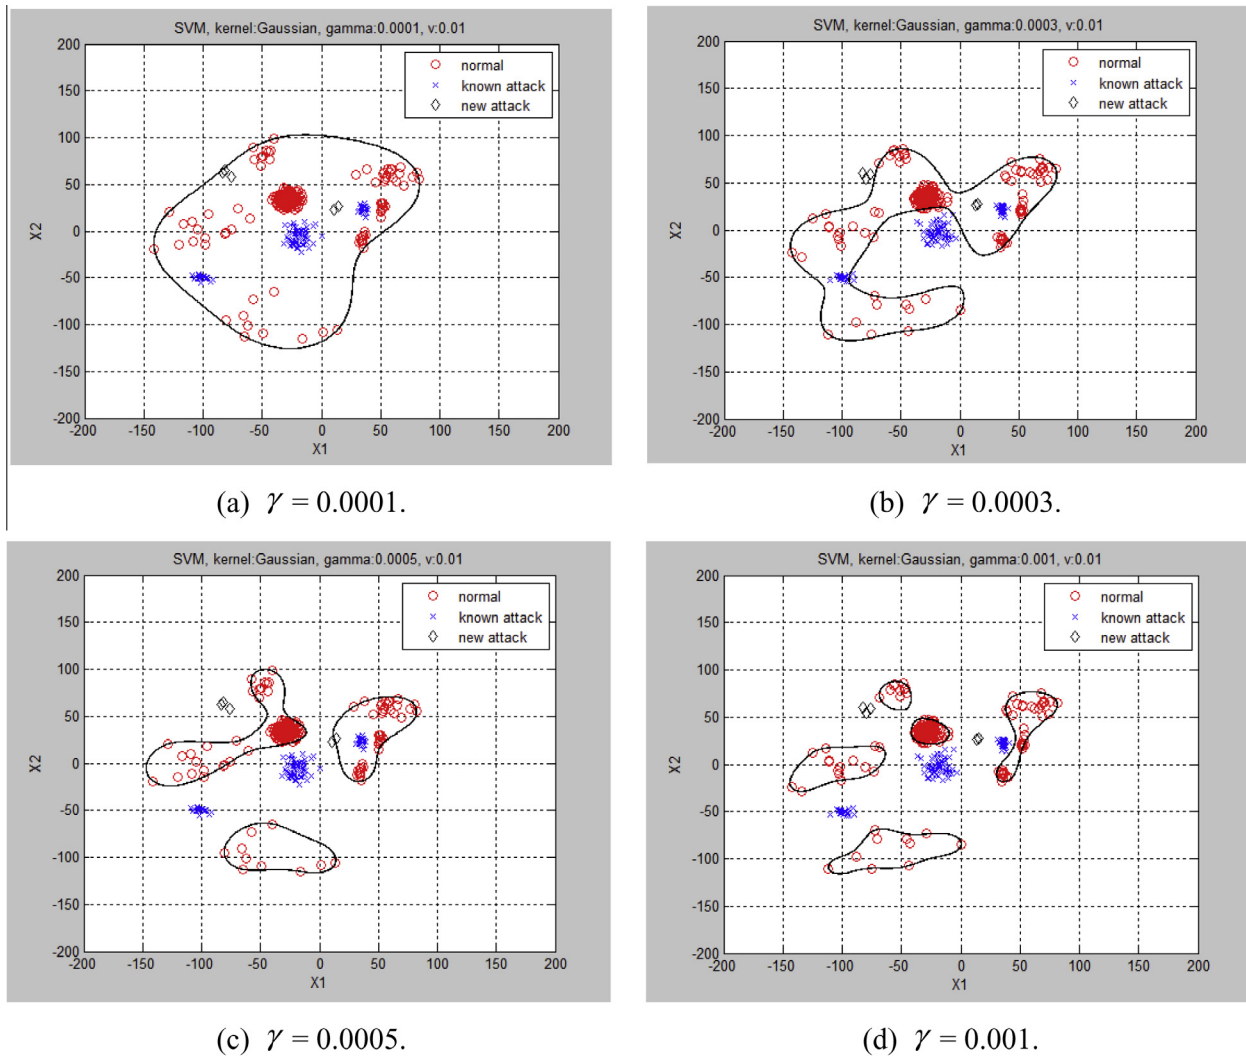 SVM, kernel:Gaussian, gamma:0.0001, v:0.01
200
150
100
50
0
-50
-100
-150
-200
X2
normal
known attack
new attack
-200 -150 -100 -50 0 50 100 150 200
X1
(a) γ = 0.0001.
SVM, kernel:Gaussian, gamma:0.0003, v:0.01
200
150
100
50
0
-50
-100
-150
-200
X2
normal
known attack
new attack
-200 -150 -100 -50 0 50 100 150 200
X1
(b) γ = 0.0003.
SVM, kernel:Gaussian, gamma:0.0005, v:0.01
200
150
100
50
0
-50
-100
-150
-200
X2
normal
known attack
new attack
-200 -150 -100 -50 0 50 100 150 200
X1
(c) γ = 0.0005.
SVM, kernel:Gaussian, gamma:0.001, v:0.01
200
150
100
50
0
-50
-100
-150
-200
X2
normal
known attack
new attack
-200 -150 -100 -50 0 50 100 150 200
X1
(d) γ = 0.001.